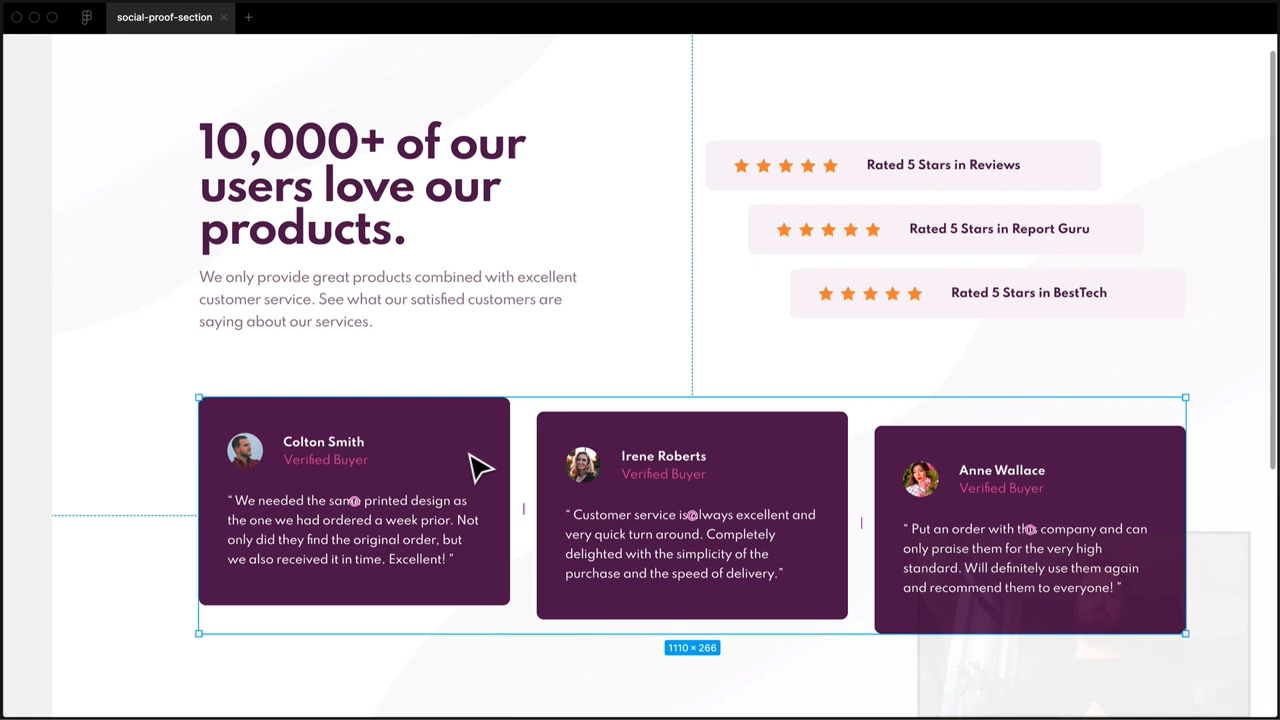 social-proof-section
10,000+ of our
users love our
products.
We only provide great products combined with excellent
customer service. See what our satisfied customers are
saying about our services.
Rated 5 Stars in Reviews
Rated 5 Stars in Report Guru
Rated 5 Stars in BestTech
Colton Smith
Verified Buyer
“ We needed the same printed design as
the one we had ordered a week prior. Not
only did they find the original order, but
we also received it in time. Excellent! ”
Irene Roberts
Verified Buyer
“ Customer service is always excellent and
very quick turn around. Completely
delighted with the simplicity of the
purchase and the speed of delivery.”
Anne Wallace
Verified Buyer
“ Put an order with this company and can
only praise them for the very high
standard. Will definitely use them again
and recommend them to everyone! ”
1110 × 266